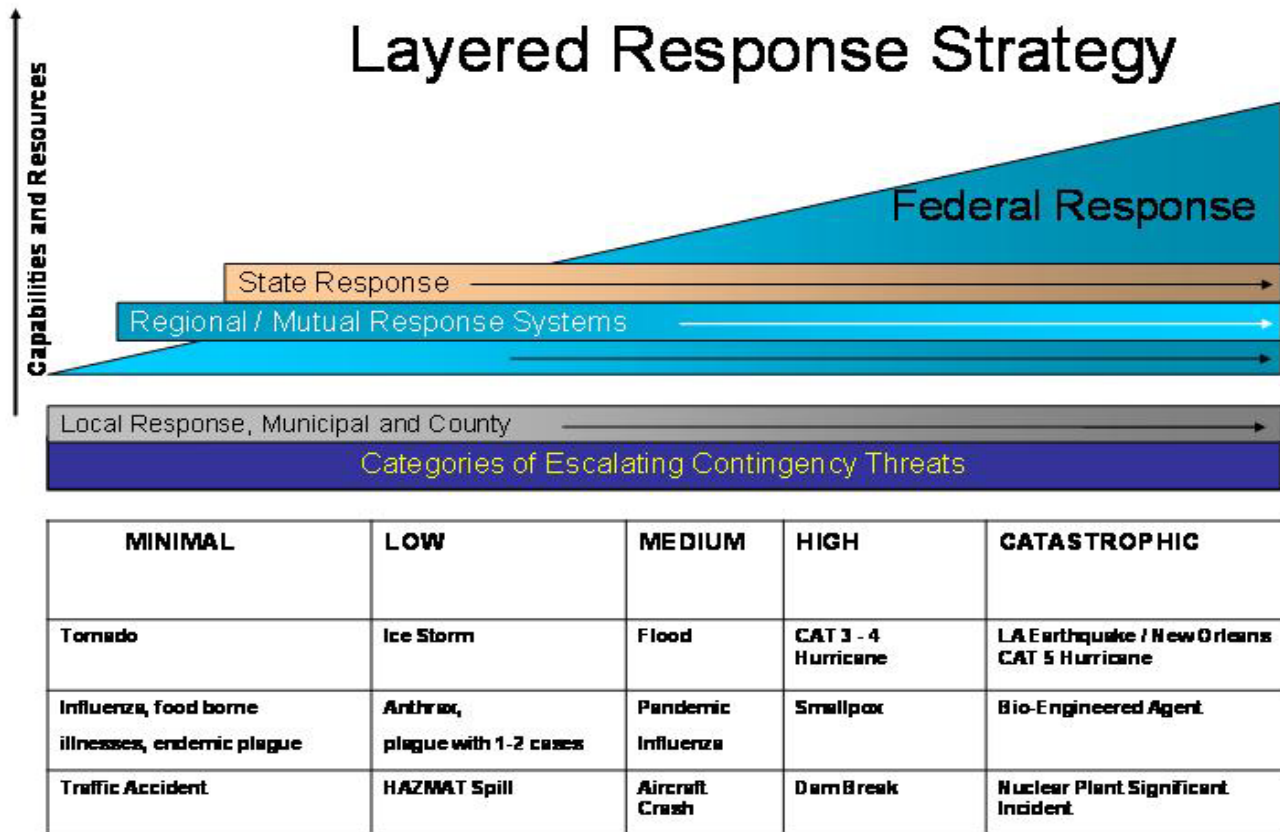 Layered Response Strategy
Capabilities and Resources
Federal Response
State Response
Regional / Mutual Response Systems
Local Response, Municipal and County
Categories of Escalating Contingency Threats
MINIMAL LOW MEDIUM HIGH CATASTROPHIC
Tornado
Ice Storm
Flood
CAT 3 - 4
Hurricane
LA Earthquake / New Orleans
CAT 5 Hurricane
Influenza, food borne
illnesses, endemic plague
Anthrax,
plague with 1-2 cases
Pandemic
Influenza
Smallpox
Bio-Engineered Agent
Traffic Accident
HAZMAT Spill
Aircraft
Crash
Dam Break
Nuclear Plant Significant
Incident